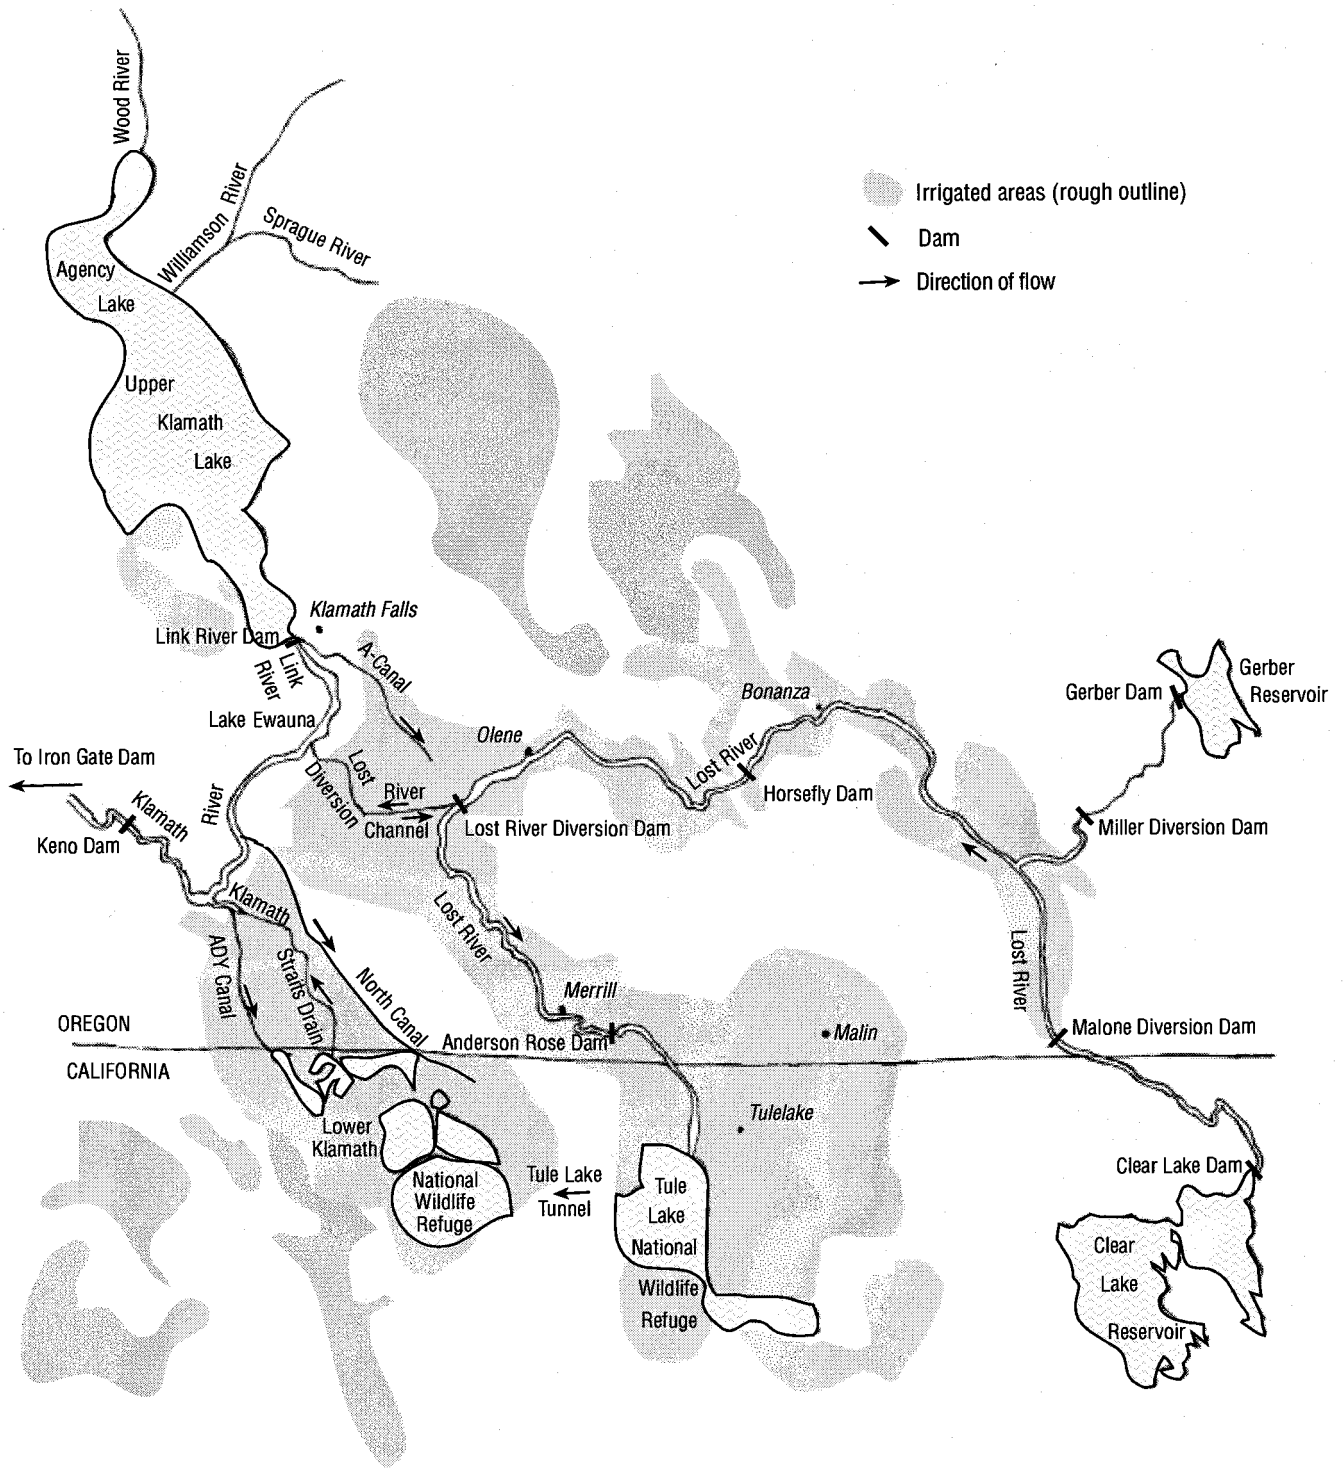 Wood River
Williamson River
Sprague River
Irrigated areas (rough outline)
Dam
Direction of flow
Agency
Lake
Upper
Klamath
Lake
Klamath Falls
Link River Dam
Link
River
A-Canal
Lake Ewauna
Bonanza
Gerber Dam
Gerber
Reservoir
Olene
To Iron Gate Dam
Lost
River
Diversion
Channel
Lost River
Horsefly Dam
Klamath
River
Keno Dam
Lost River Diversion Dam
Miller Diversion Dam
Klamath
Straits Drain
ADY Canal
North Canal
Lost River
Lost River
Merrill
Malin
OREGON
CALIFORNIA
Anderson Rose Dam
Malone Diversion Dam
Tulelake
Lower
Klamath
National
Wildlife
Refuge
Tule Lake
Tunnel
Tule
Lake
National
Wildlife
Refuge
Clear Lake Dam
Clear
Lake
Reservoir